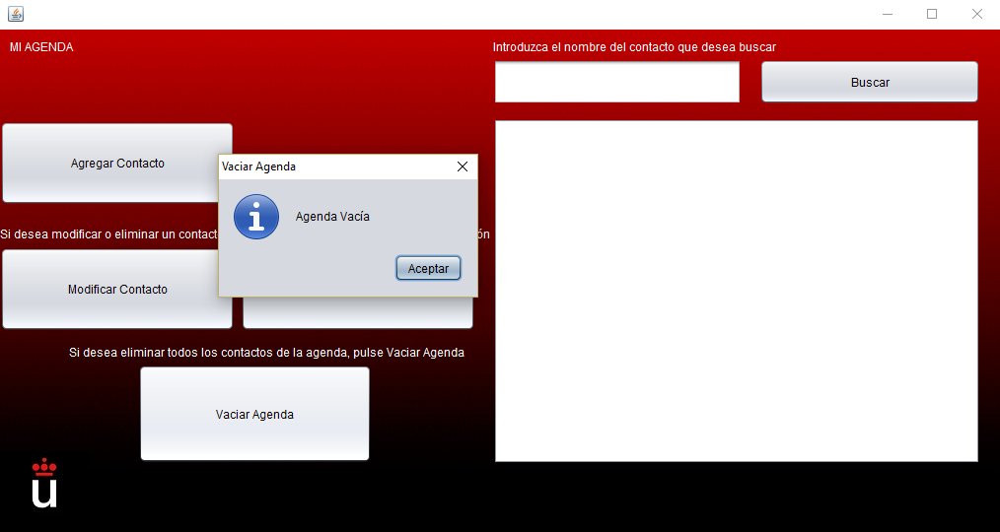 MI AGENDA
Introduzca el nombre del contacto que desea buscar
Buscar
Agregar Contacto
Vaciar Agenda
Agenda Vacía
Aceptar
Si desea modificar o eliminar un contact
ón
Modificar Contacto
Si desea eliminar todos los contactos de la agenda, pulse Vaciar Agenda
Vaciar Agenda
u